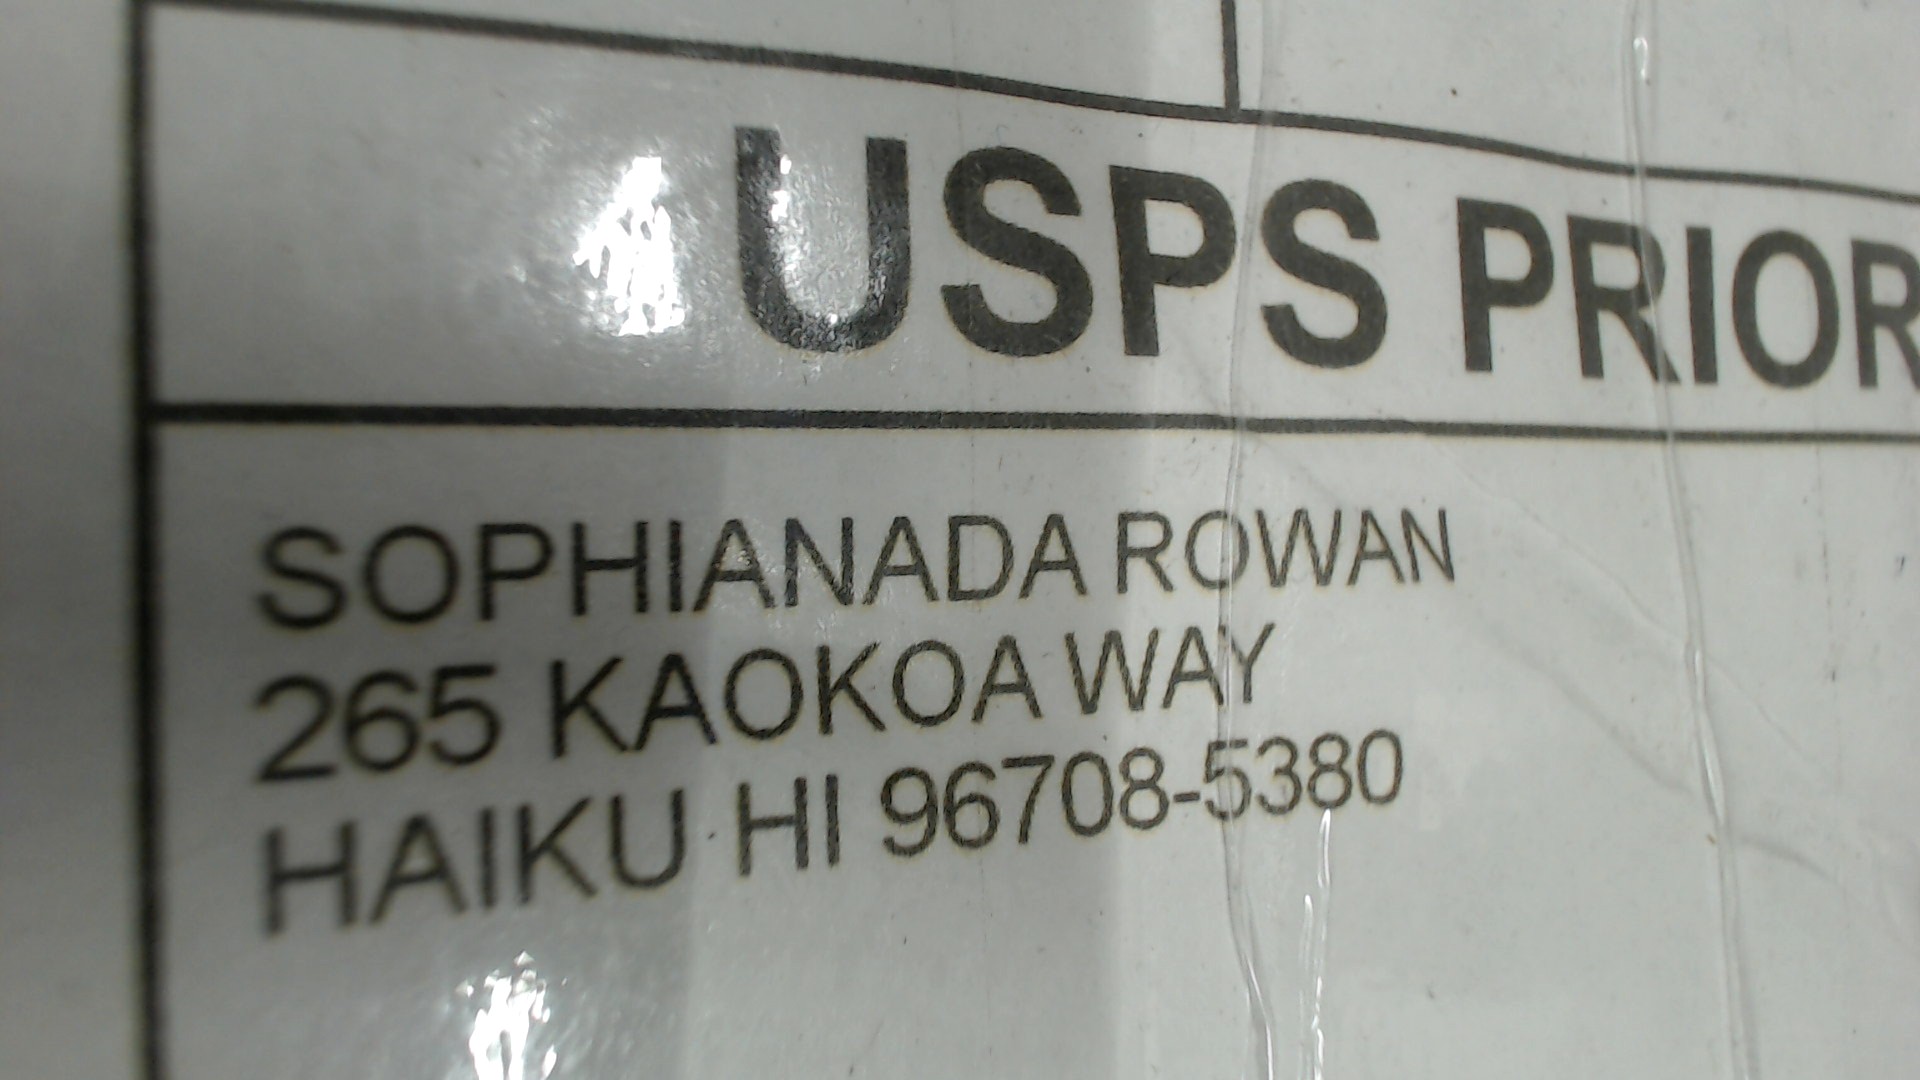 USPS PRIOR
SOPHIANADA ROWAN
265 KAOKOA WAY
HAIKU HI 96708-5380